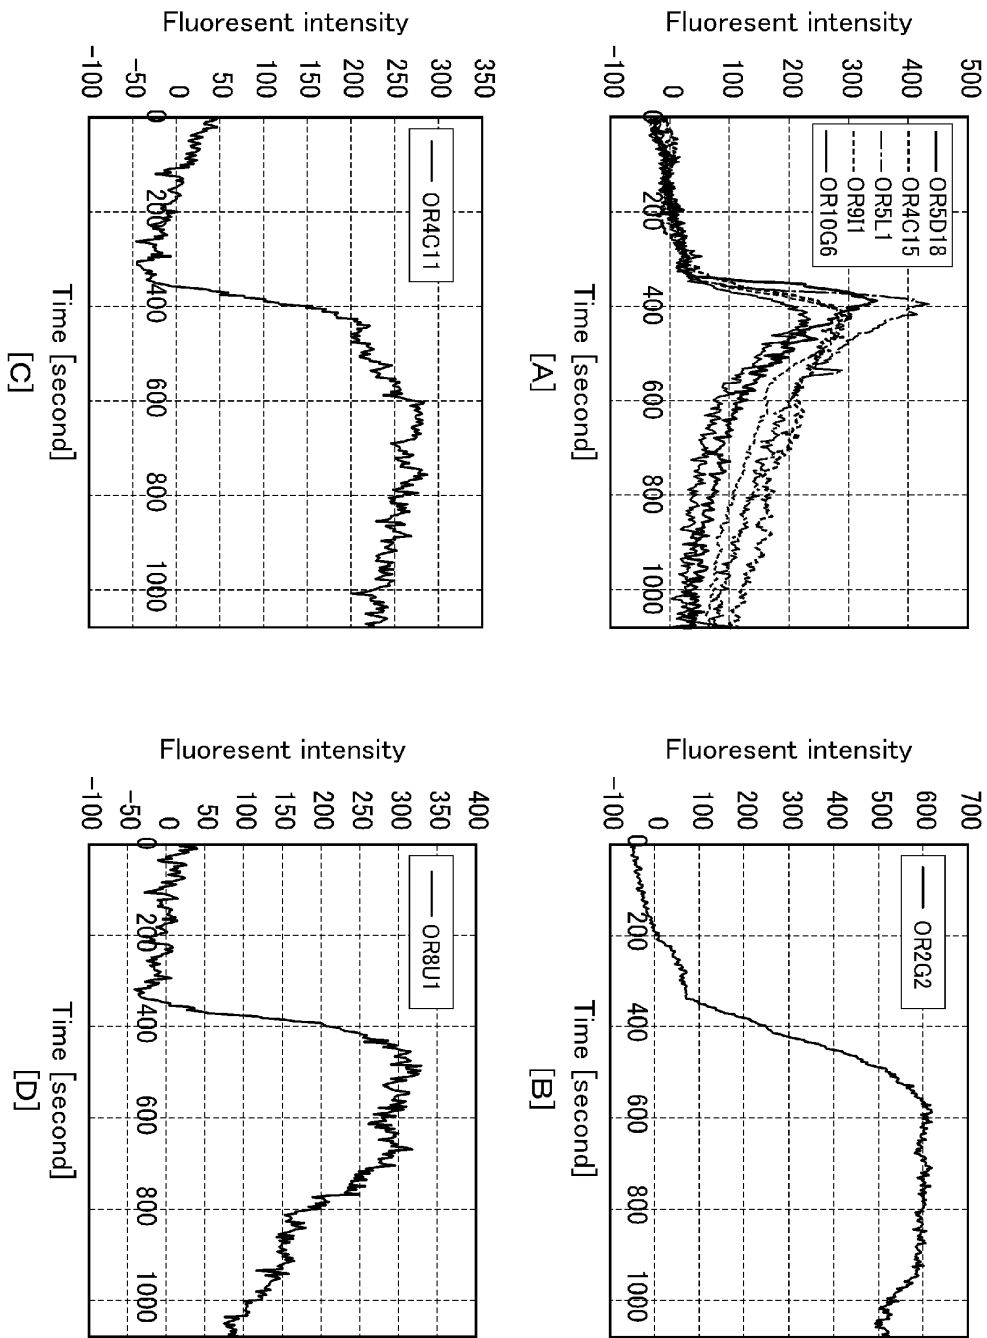 Fluoresent intensity
500
400
300
200
100
0
-100
OR5D18
OR4C15
OR5L1
OR9I1
OR10G6
0 200 400 600 800 1000
Time [second]
[A]
Fluoresent intensity
700
600
500
400
300
200
100
0
-100
OR2G2
0 200 400 600 800 1000
Time [second]
[B]
Fluoresent intensity
350
300
250
200
150
100
50
0
-50
-100
OR4C11
0 200 400 600 800 1000
Time [second]
[C]
Fluoresent intensity
400
350
300
250
200
150
100
50
0
-50
-100
OR8U1
0 200 400 600 800 1000
Time [second]
[D]